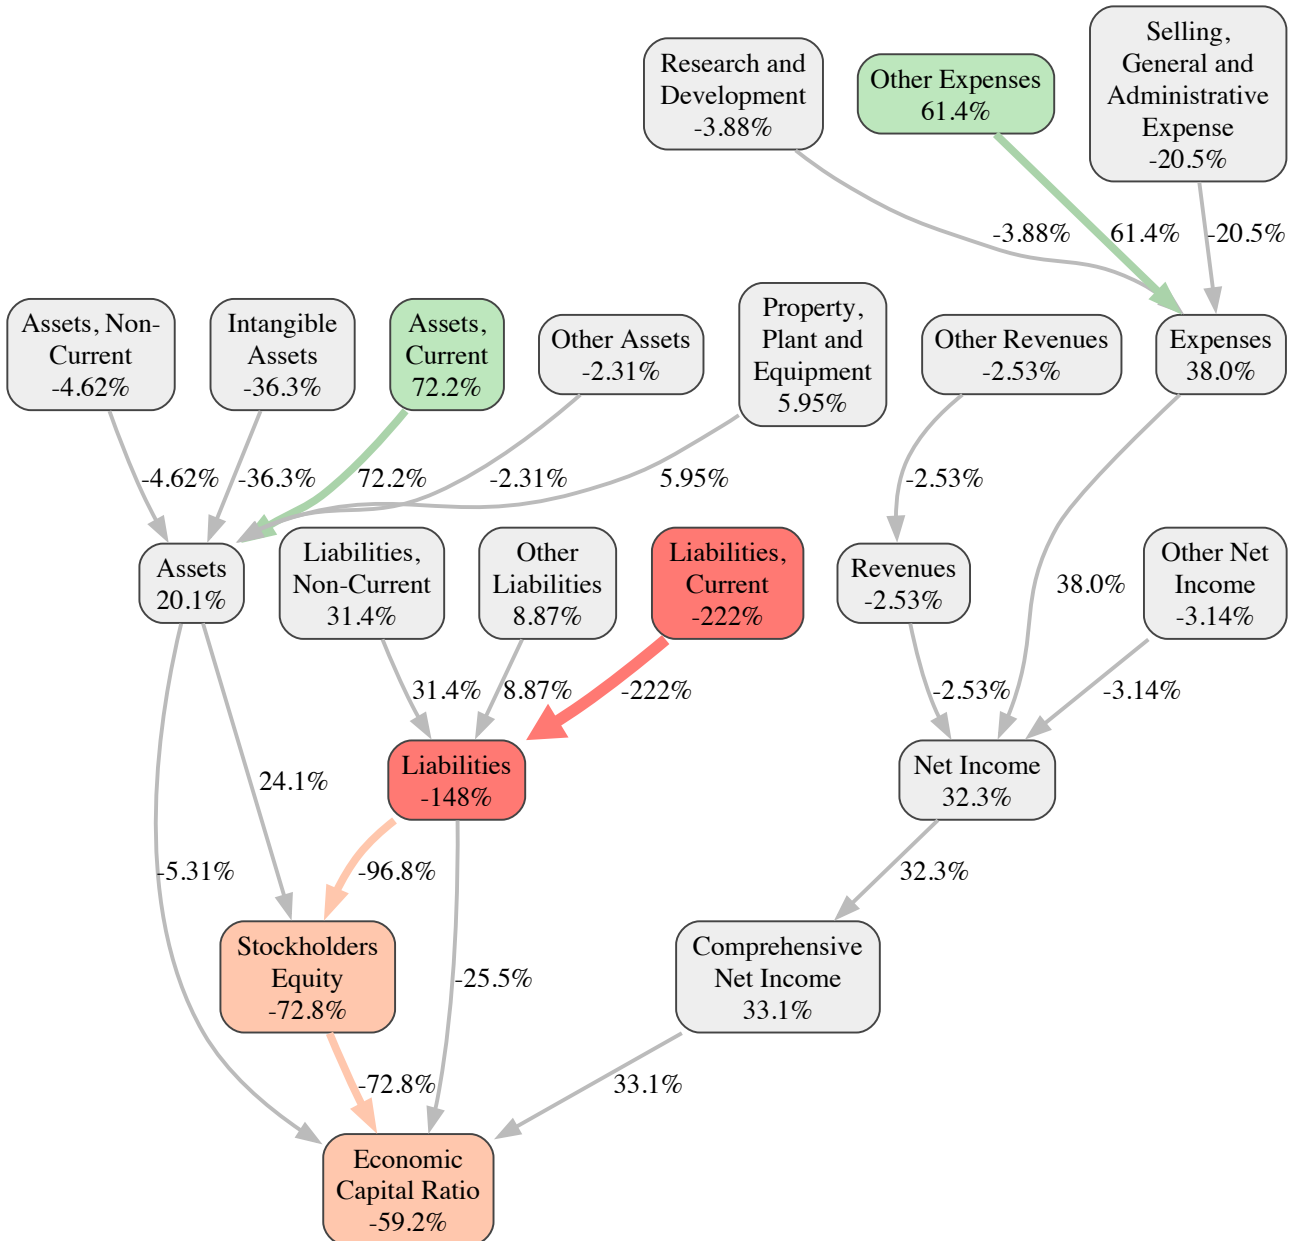 Selling,
General and
Administrative
Expense
-20.5%
Research and
Development
-3.88%
Other Expenses
61.4%
-3.88%
61.4%
-20.5%
Assets, Non-
Current
-4.62%
Intangible
Assets
-36.3%
Assets,
Current
72.2%
Other Assets
-2.31%
Property,
Plant and
Equipment
5.95%
Other Revenues
-2.53%
Expenses
38.0%
-4.62%
-36.3%
72.2%
-2.31%
5.95%
-2.53%
Assets
20.1%
Liabilities,
Non-Current
31.4%
Other
Liabilities
8.87%
Liabilities,
Current
-222%
Revenues
-2.53%
38.0%
Other Net
Income
-3.14%
31.4%
8.87%
-222%
-2.53%
-3.14%
24.1%
Liabilities
-148%
Net Income
32.3%
-5.31%
-96.8%
32.3%
Stockholders
Equity
-72.8%
-25.5%
Comprehensive
Net Income
33.1%
-72.8%
33.1%
Economic
Capital Ratio
-59.2%